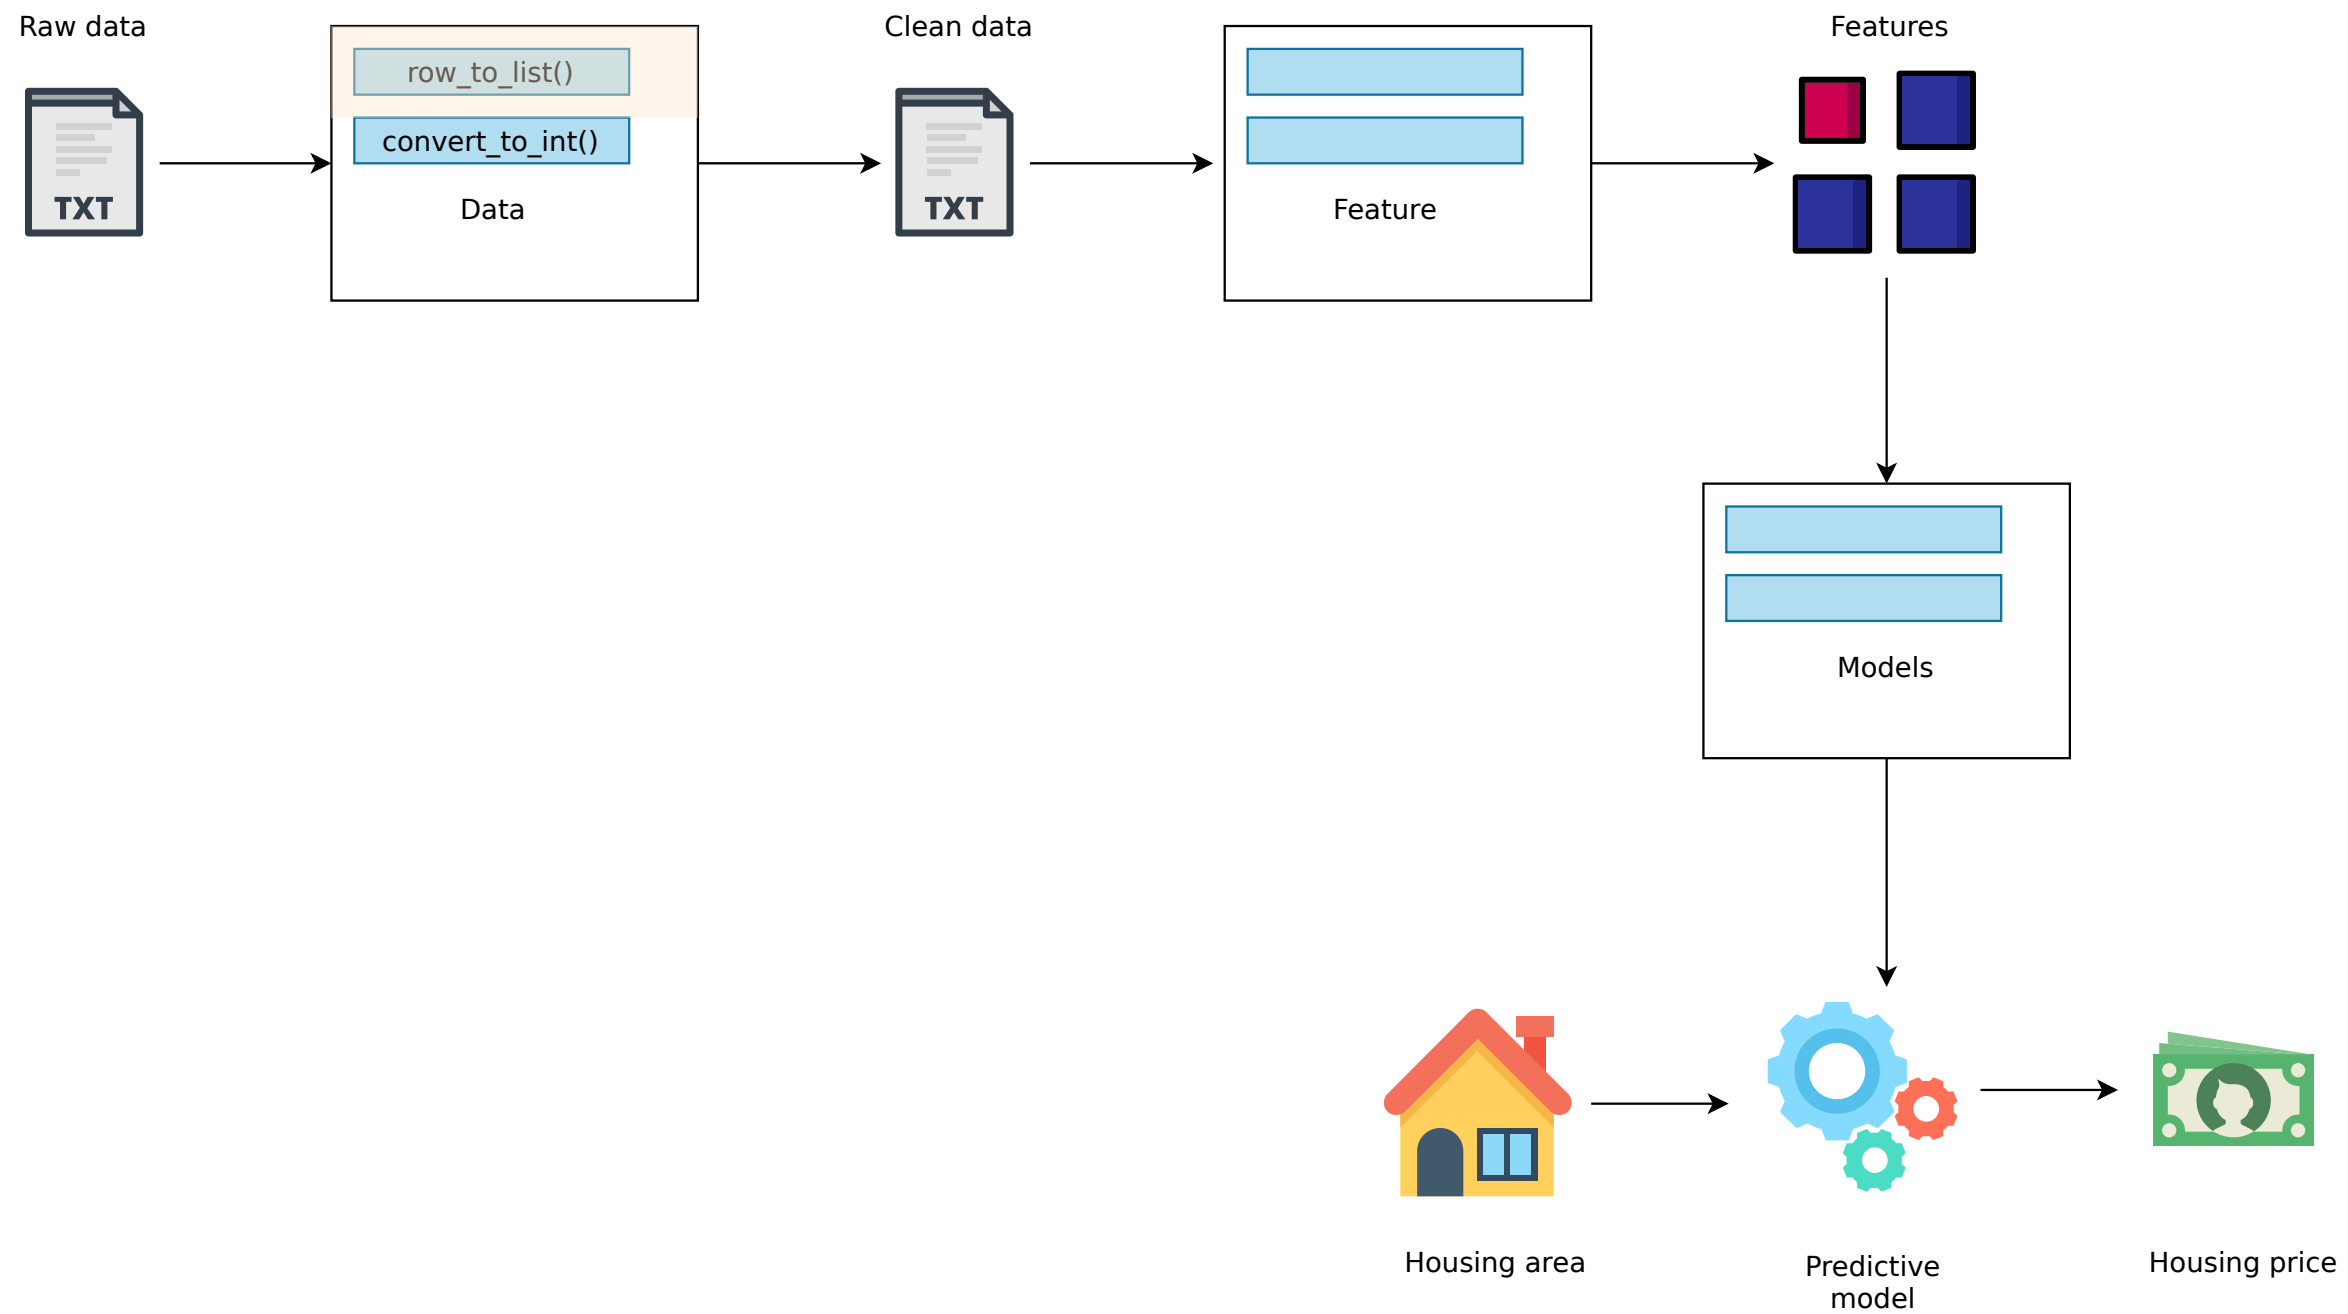 Raw data
row_to_list()
convert_to_int()
Data
TXT
Clean data
TXT
Feature
Features
Models
Housing area
Predictive
model
Housing price